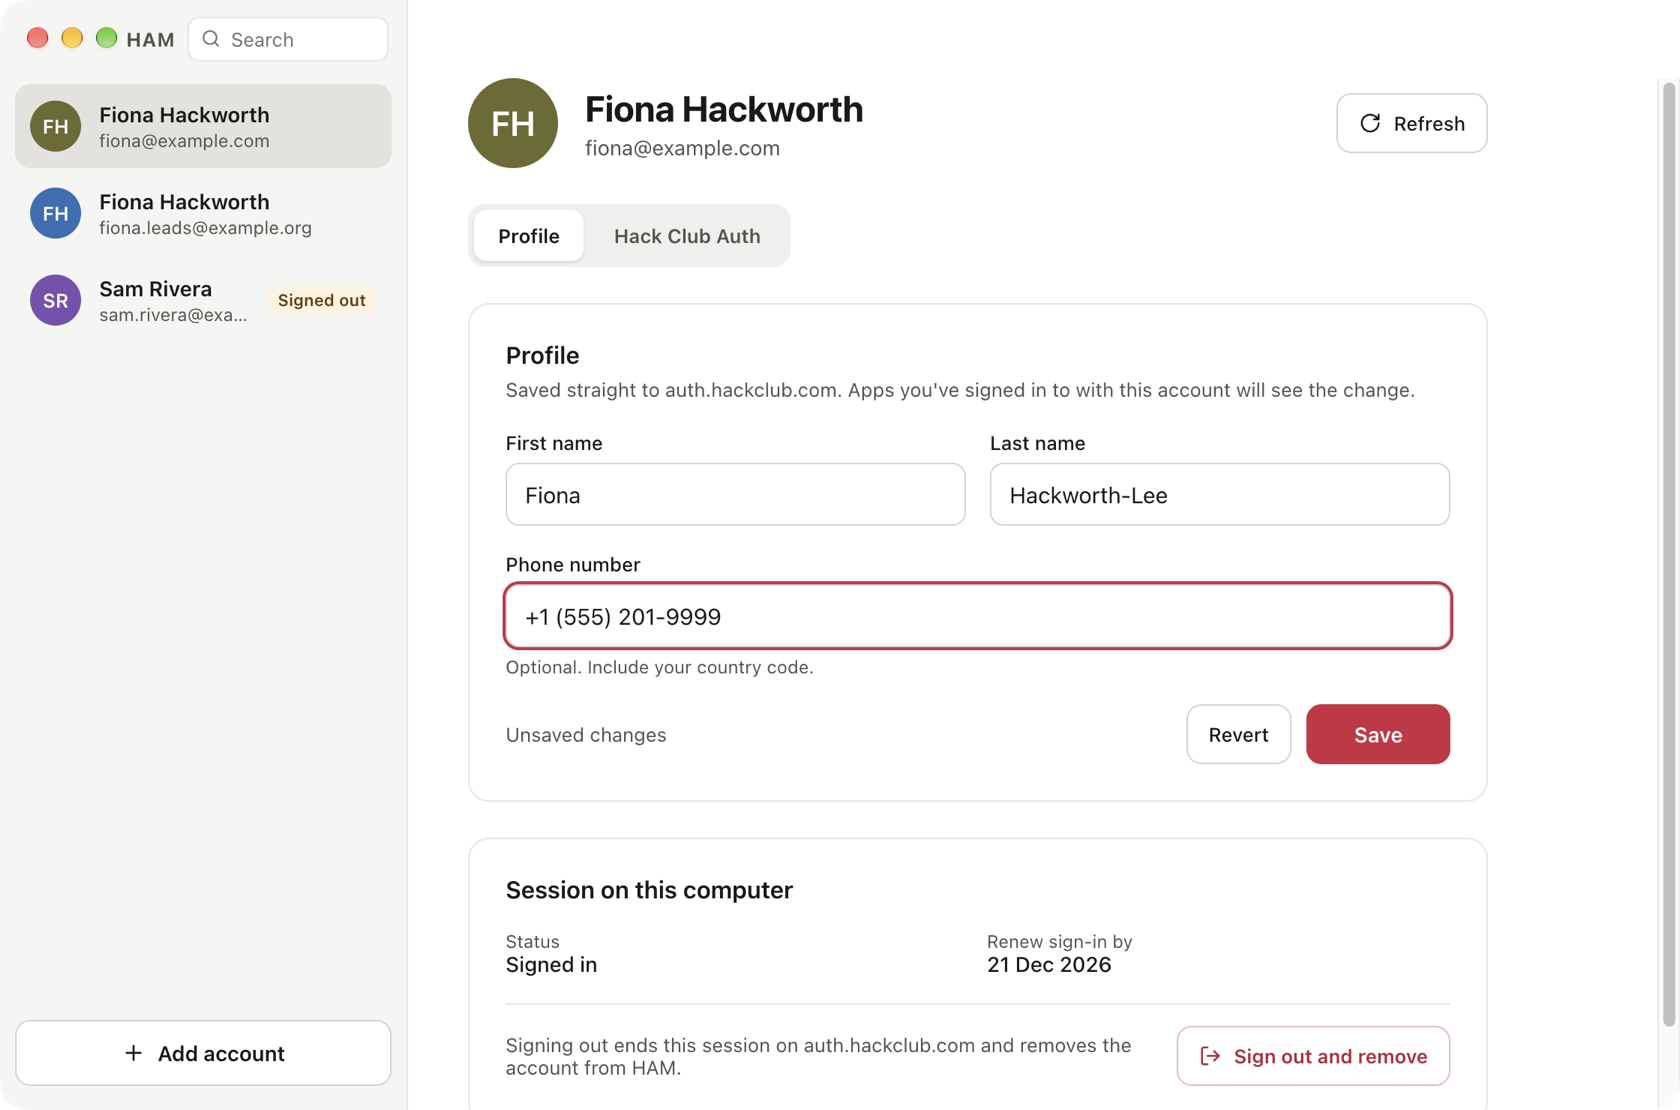 HAM
Search
FH
Fiona Hackworth
fiona@example.com
FH
Fiona Hackworth
fiona.leads@example.org
SR
Sam Rivera
sam.rivera@exa...
Signed out
Add account
FH
Fiona Hackworth
fiona@example.com
Refresh
Profile
Hack Club Auth
Profile
Saved straight to auth.hackclub.com. Apps you've signed in to with this account will see the change.
First name
Fiona
Last name
Hackworth-Lee
Phone number
+1 (555) 201-9999
Optional. Include your country code.
Unsaved changes
Revert
Save
Session on this computer
Status
Signed in
Renew sign-in by
21 Dec 2026
Signing out ends this session on auth.hackclub.com and removes the
account from HAM.
Sign out and remove